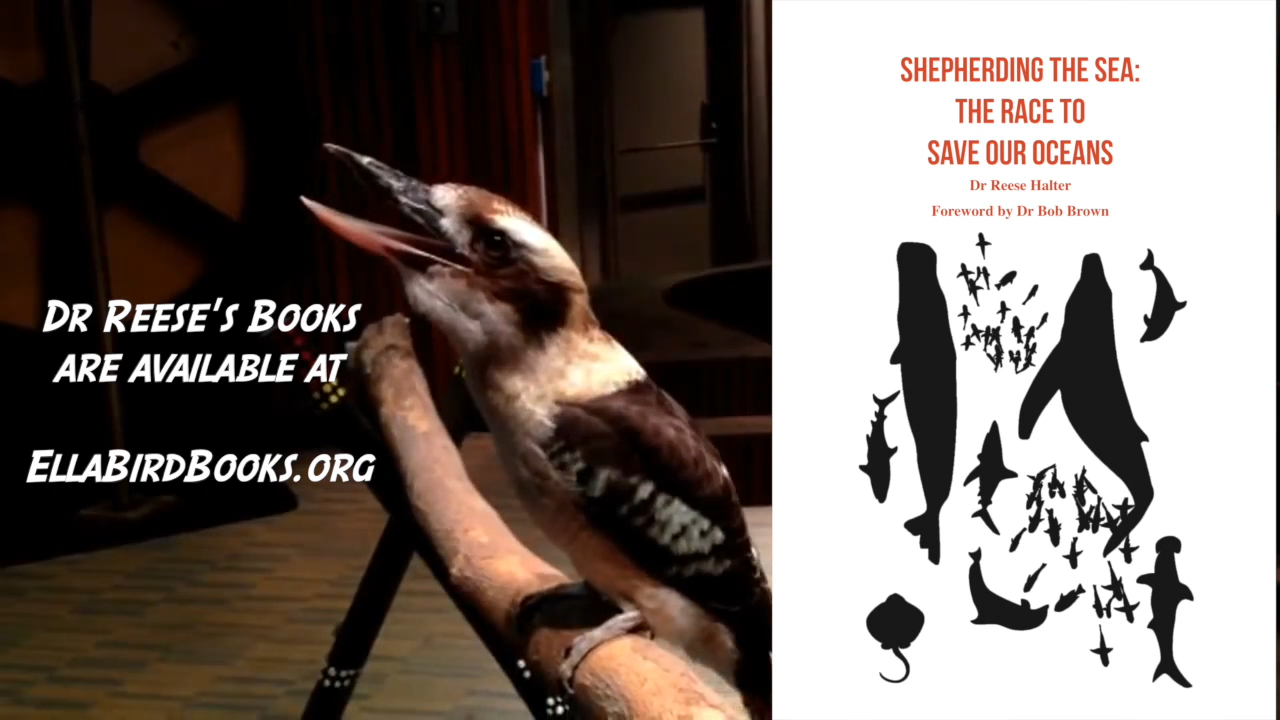 Dr Reese's Books
are available at
EllaBirdBooks.org
SHEPHERDING THE SEA:
THE RACE TO
SAVE OUR OCEANS
Dr Reese Halter
Foreword by Dr Bob Brown